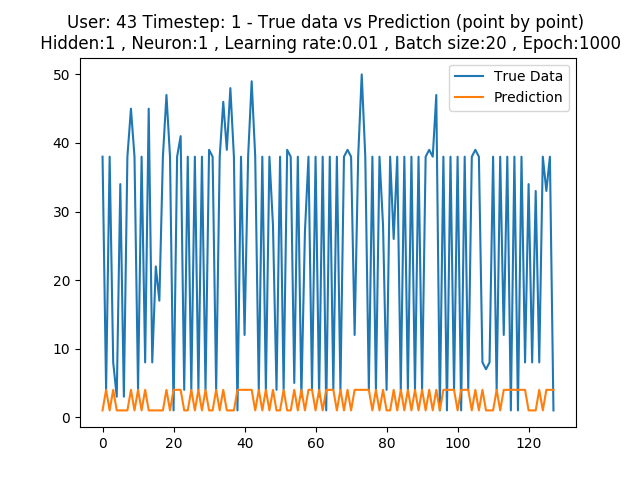 User: 43 Timestep: 1 - True data vs Prediction (point by point)
Hidden:1 , Neuron:1 , Learning rate:0.01 , Batch size:20 , Epoch:1000
True Data
Prediction
50
40
30
20
10
0
0 20 40 60 80 100 120